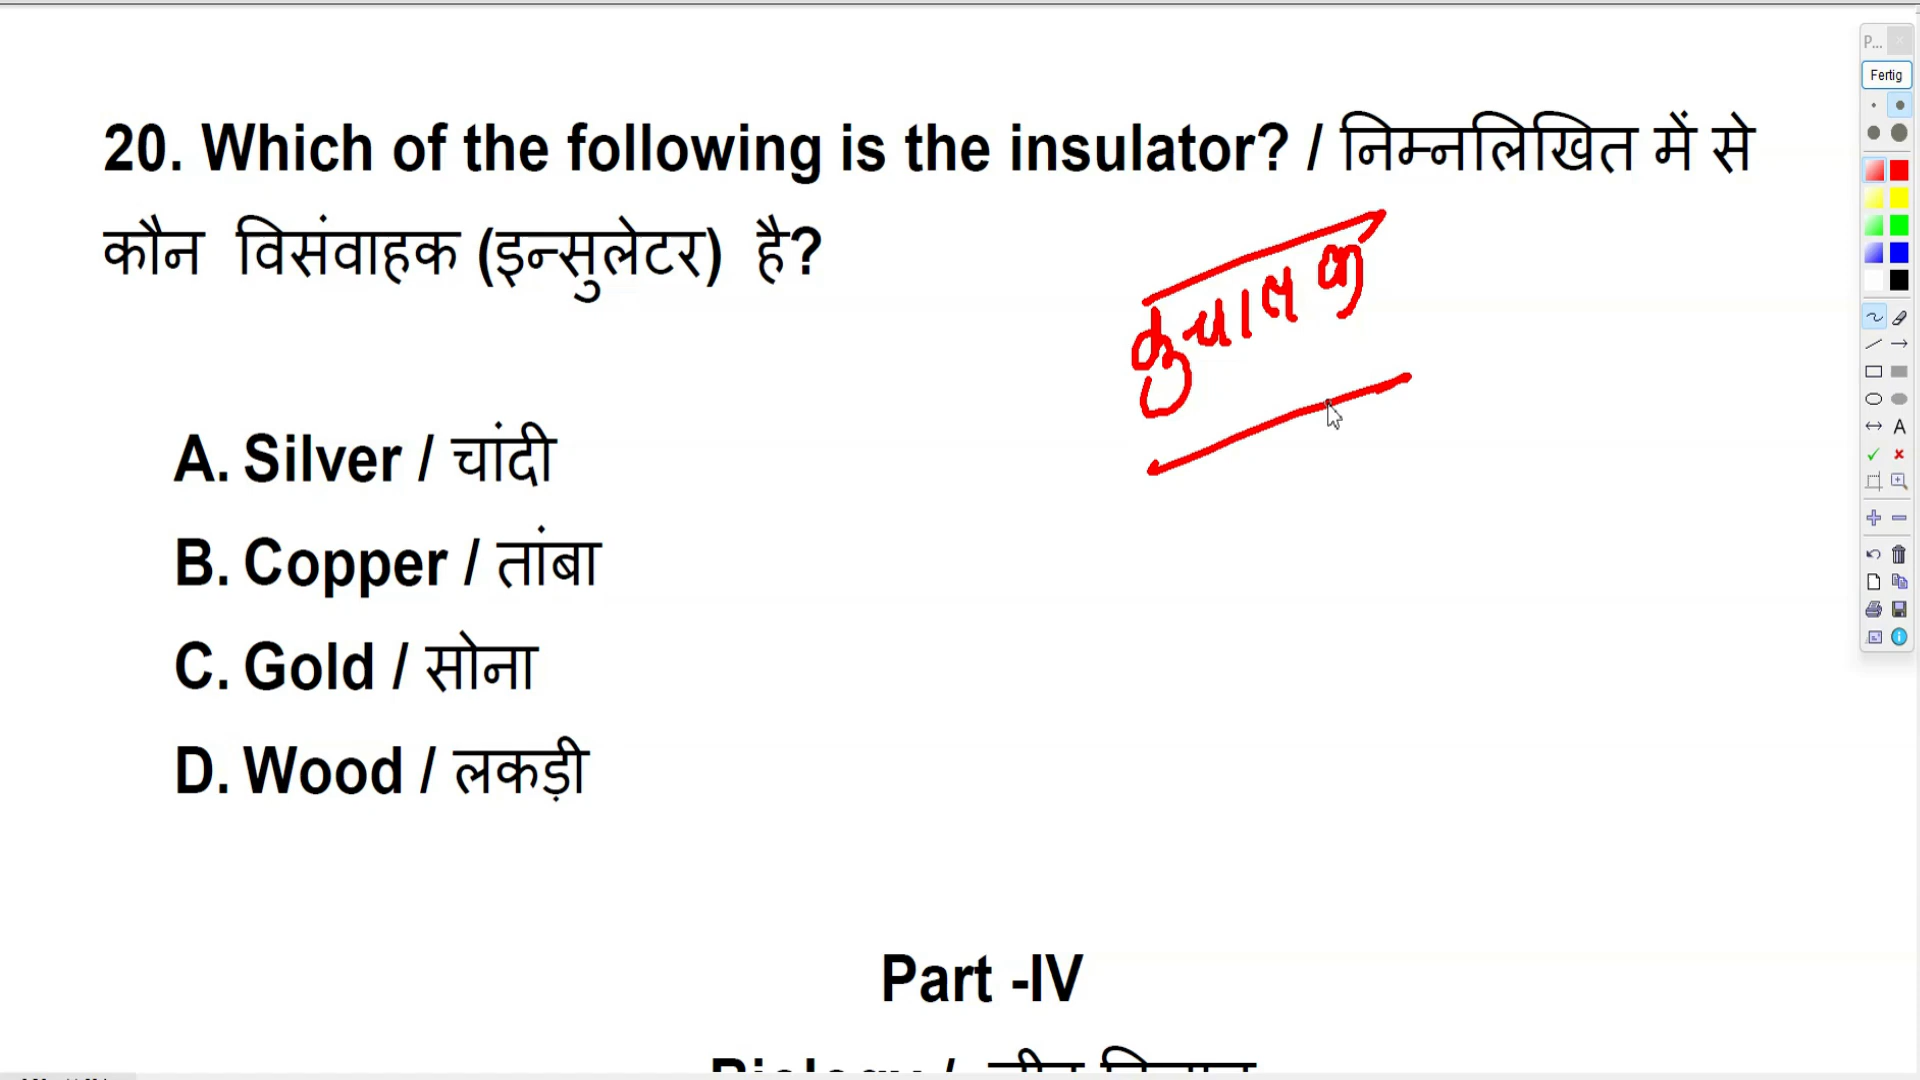 20. Which of the following is the insulator? / निम्नलिखित में से
कौन विसंवाहक (इन्सुलेटर) है?
कुचालक
A. Silver / चांदी
B. Copper / तांबा
C. Gold / सोना
D. Wood / लकड़ी
Part -IV
Biology /
P...
Fertig